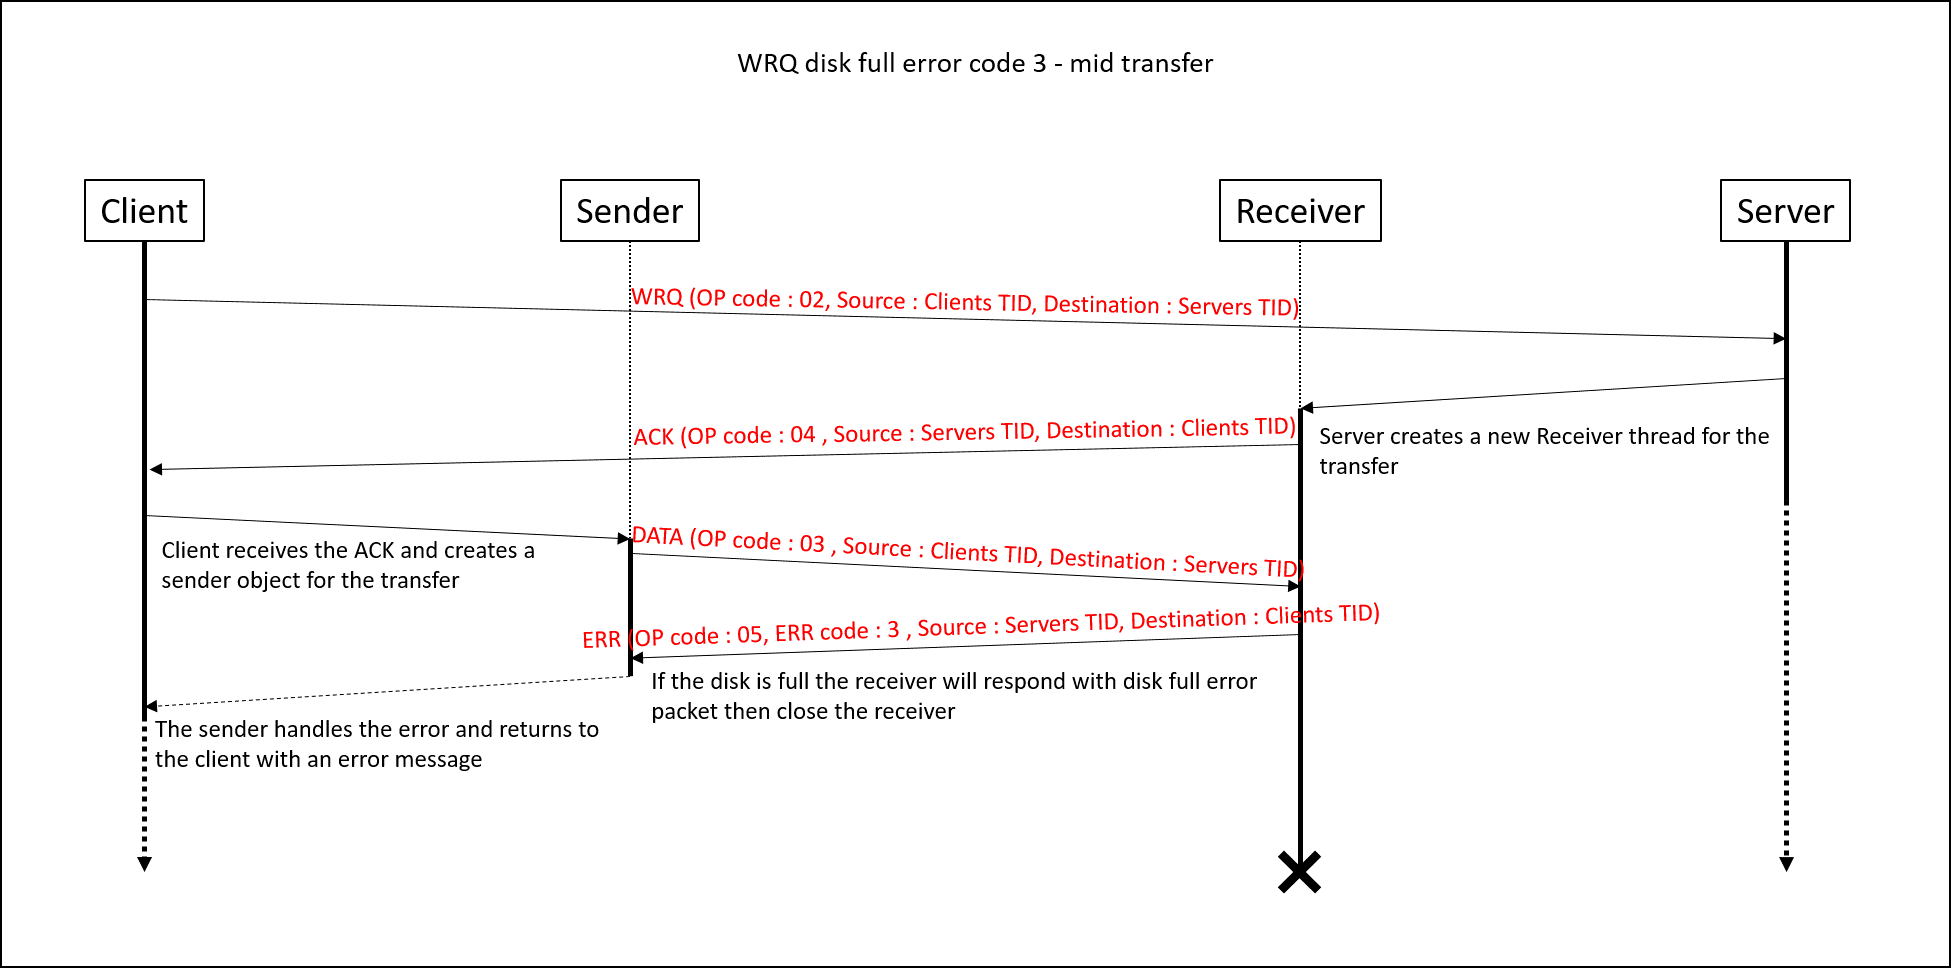 WRQ disk full error code 3 - mid transfer
Client
Sender
Receiver
Server
WRQ (OP code : 02, Source : Clients TID, Destination : Servers TID)
ACK (OP code : 04 , Source : Servers TID, Destination : Clients TID)
Server creates a new Receiver thread for the
transfer
DATA (OP code : 03 , Source : Clients TID, Destination : Servers TID)
Client receives the ACK and creates a
sender object for the transfer
ERR (OP code : 05, ERR code : 3 , Source : Servers TID, Destination : Clients TID)
If the disk is full the receiver will respond with disk full error
packet then close the receiver
The sender handles the error and returns to
the client with an error message